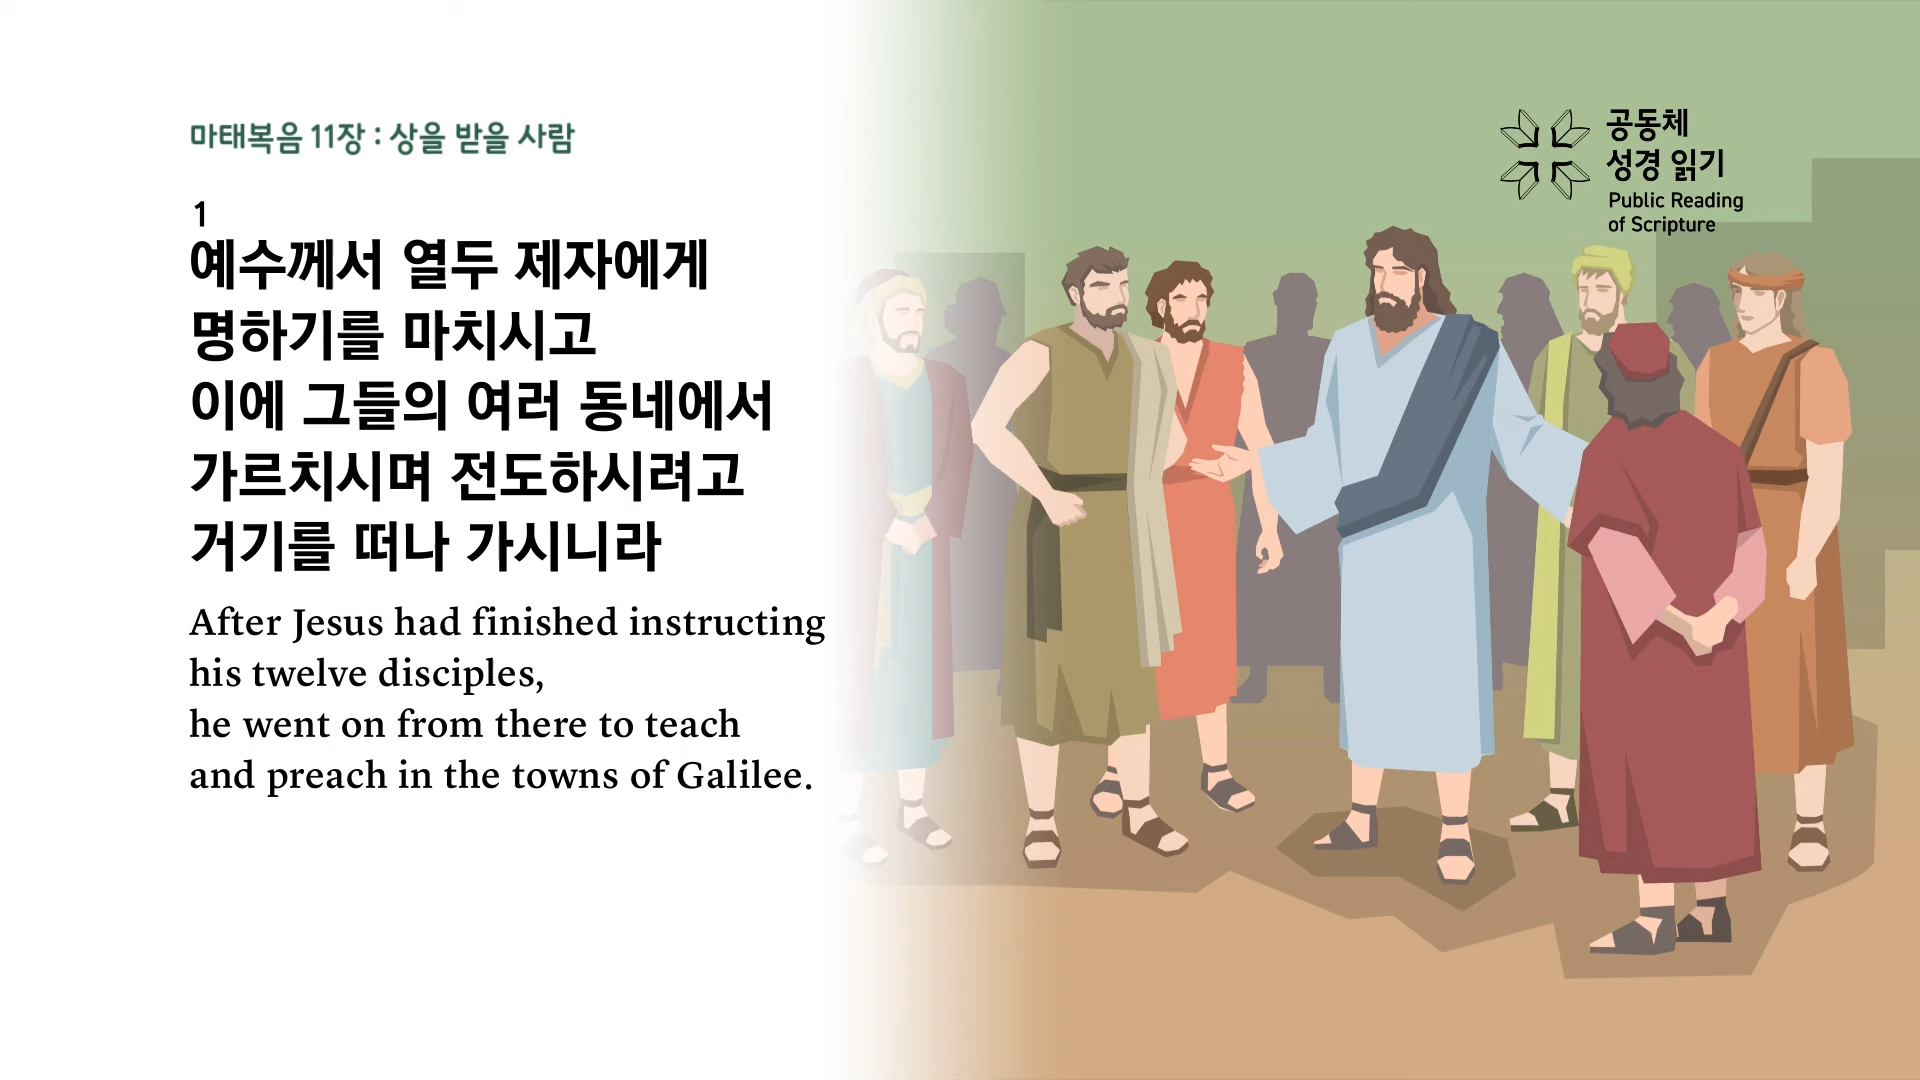 마태복음 11장 : 상을 받을 사람
1
예수께서 열두 제자에게
명하기를 마치시고
이에 그들의 여러 동네에서
가르치시며 전도하시려고
거기를 떠나 가시니라
After Jesus had finished instructing
his twelve disciples,
he went on from there to teach
and preach in the towns of Galilee.
공동체
성경 읽기
Public Reading
of Scripture